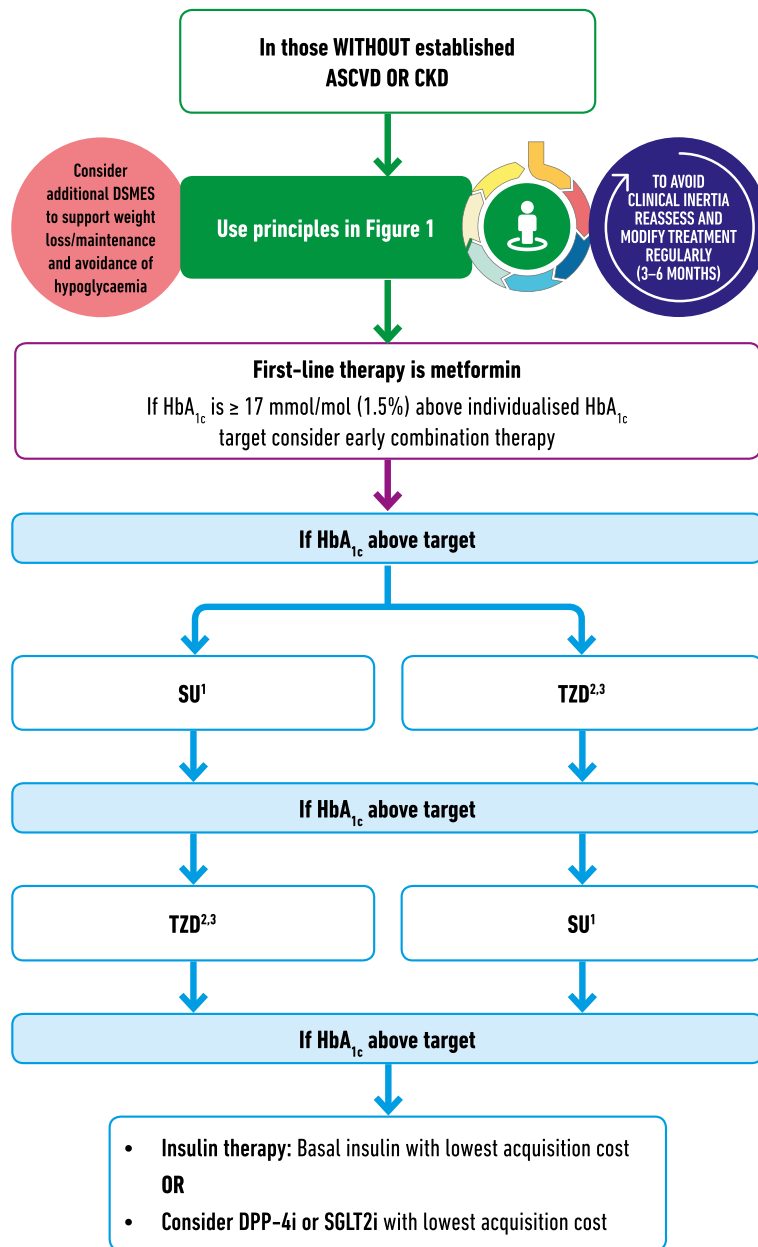 In those WITHOUT established
ASCVD OR CKD
Consider
additional DSMES
to support weight
loss/maintenance
and avoidance of
hypoglycaemia
Use principles in Figure 1
TO AVOID
CLINICAL INERTIA
REASSESS AND
MODIFY TREATMENT
REGULARLY
(3–6 MONTHS)
First-line therapy is metformin
If HbA1c is ≥ 17 mmol/mol (1.5%) above individualised HbA1c
target consider early combination therapy
If HbA1c above target
SU1
TZD2,3
If HbA1c above target
TZD2,3
SU1
If HbA1c above target
• Insulin therapy: Basal insulin with lowest acquisition cost
OR
• Consider DPP-4i or SGLT2i with lowest acquisition cost